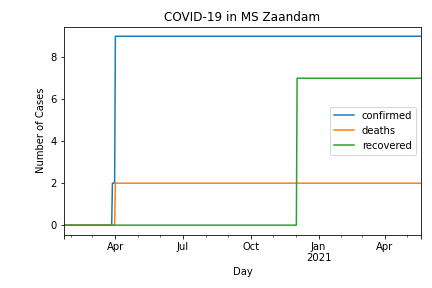 COVID-19 in MS Zaandam
Number of Cases
8
6
4
2
0
confirmed
deaths
recovered
Apr Jul Oct Jan Apr
2021
Day